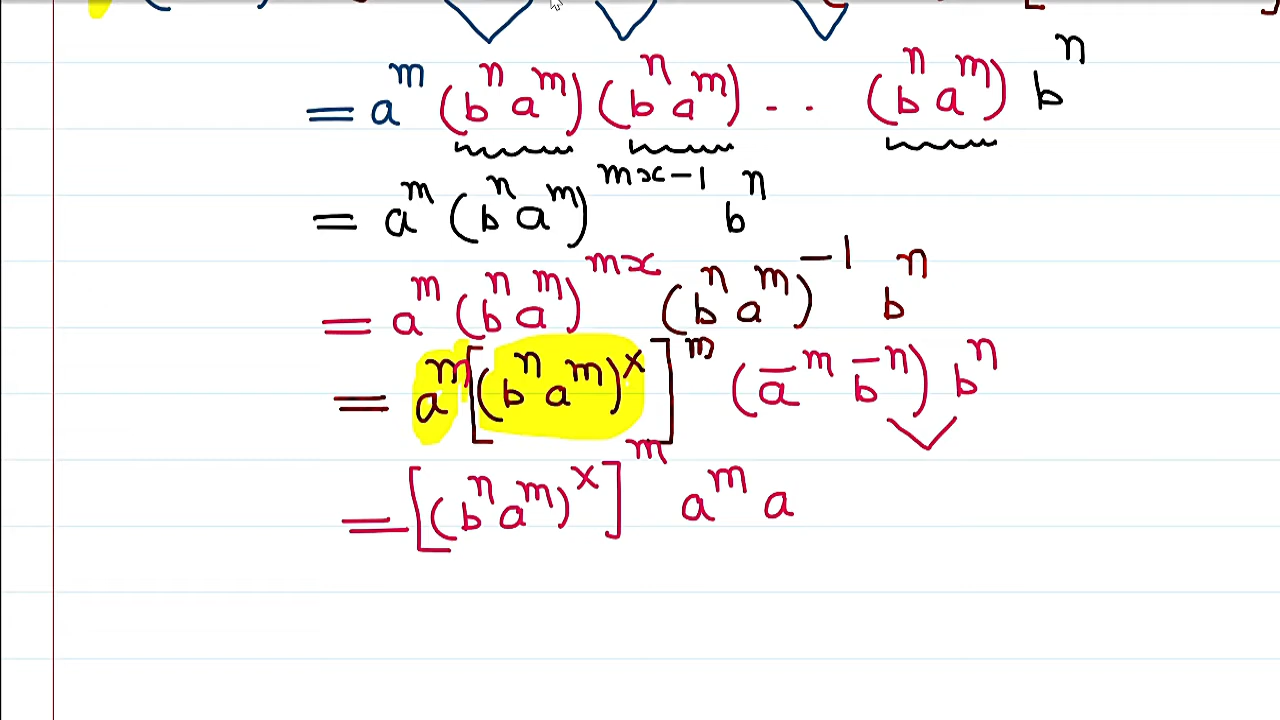 = a^m (b^n a^m) (b^n a^m) - - (b^n a^m) b^n
= a^m (b^n a^m)^{mx-1} b^n
= a^m (b^n a^m)^{mx} (b^n a^m)^{-1} b^n
= a^m [(b^n a^m)^x]^m (a^{-m} b^{-n}) b^n
= [(b^n a^m)^x]^m a^m a